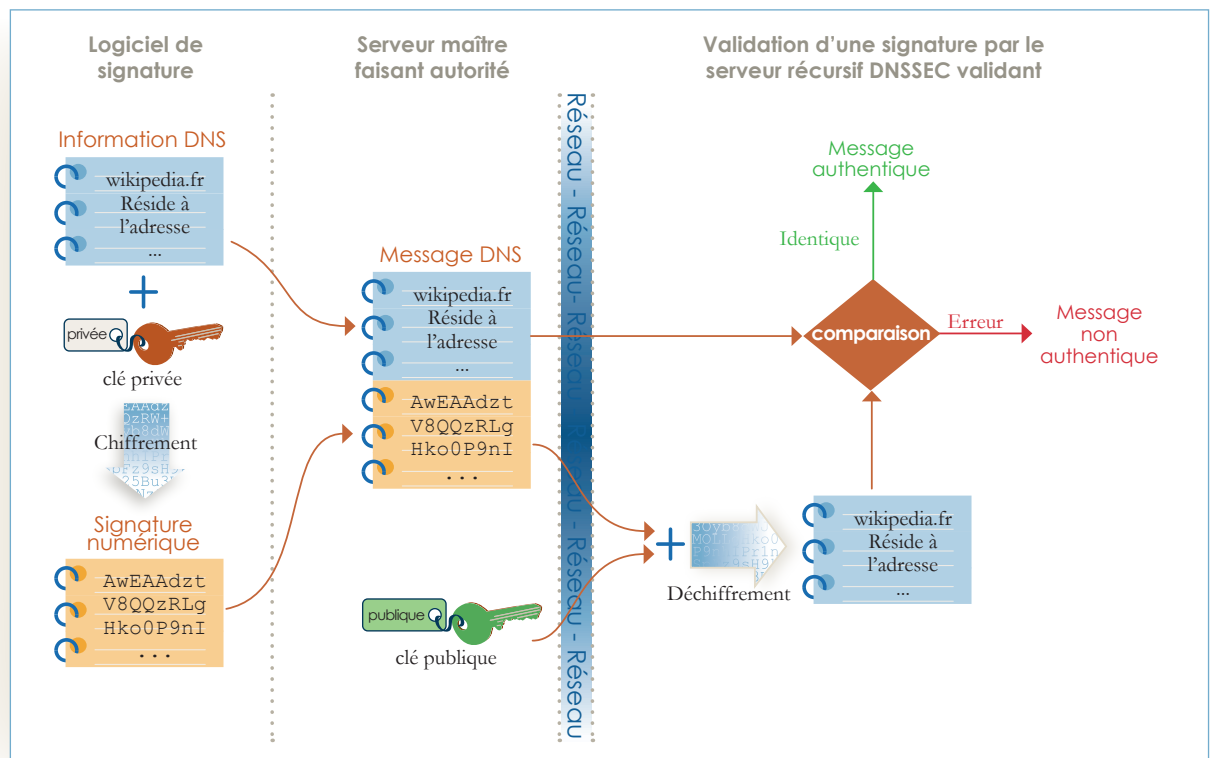 Logiciel de
signature
Serveur maître
faisant autorité
Validation d’une signature par le
serveur récursif DNSSEC validant
Information DNS
wikipedia.fr
Réside à
l’adresse
...
privée
clé privée
Chiffrement
Signature
numérique
AwEAAdzt
V8QQzRLg
Hko0P9nI
...
Message DNS
wikipedia.fr
Réside à
l’adresse
...
AwEAAdzt
V8QQzRLg
Hko0P9nI
...
publique
clé publique
Réseau - Réseau- Réseau - Réseau - Réseau - Réseau - Réseau
Déchiffrement
wikipedia.fr
Réside à
l’adresse
...
comparaison
Identique
Message
authentique
Erreur
Message
non
authentique